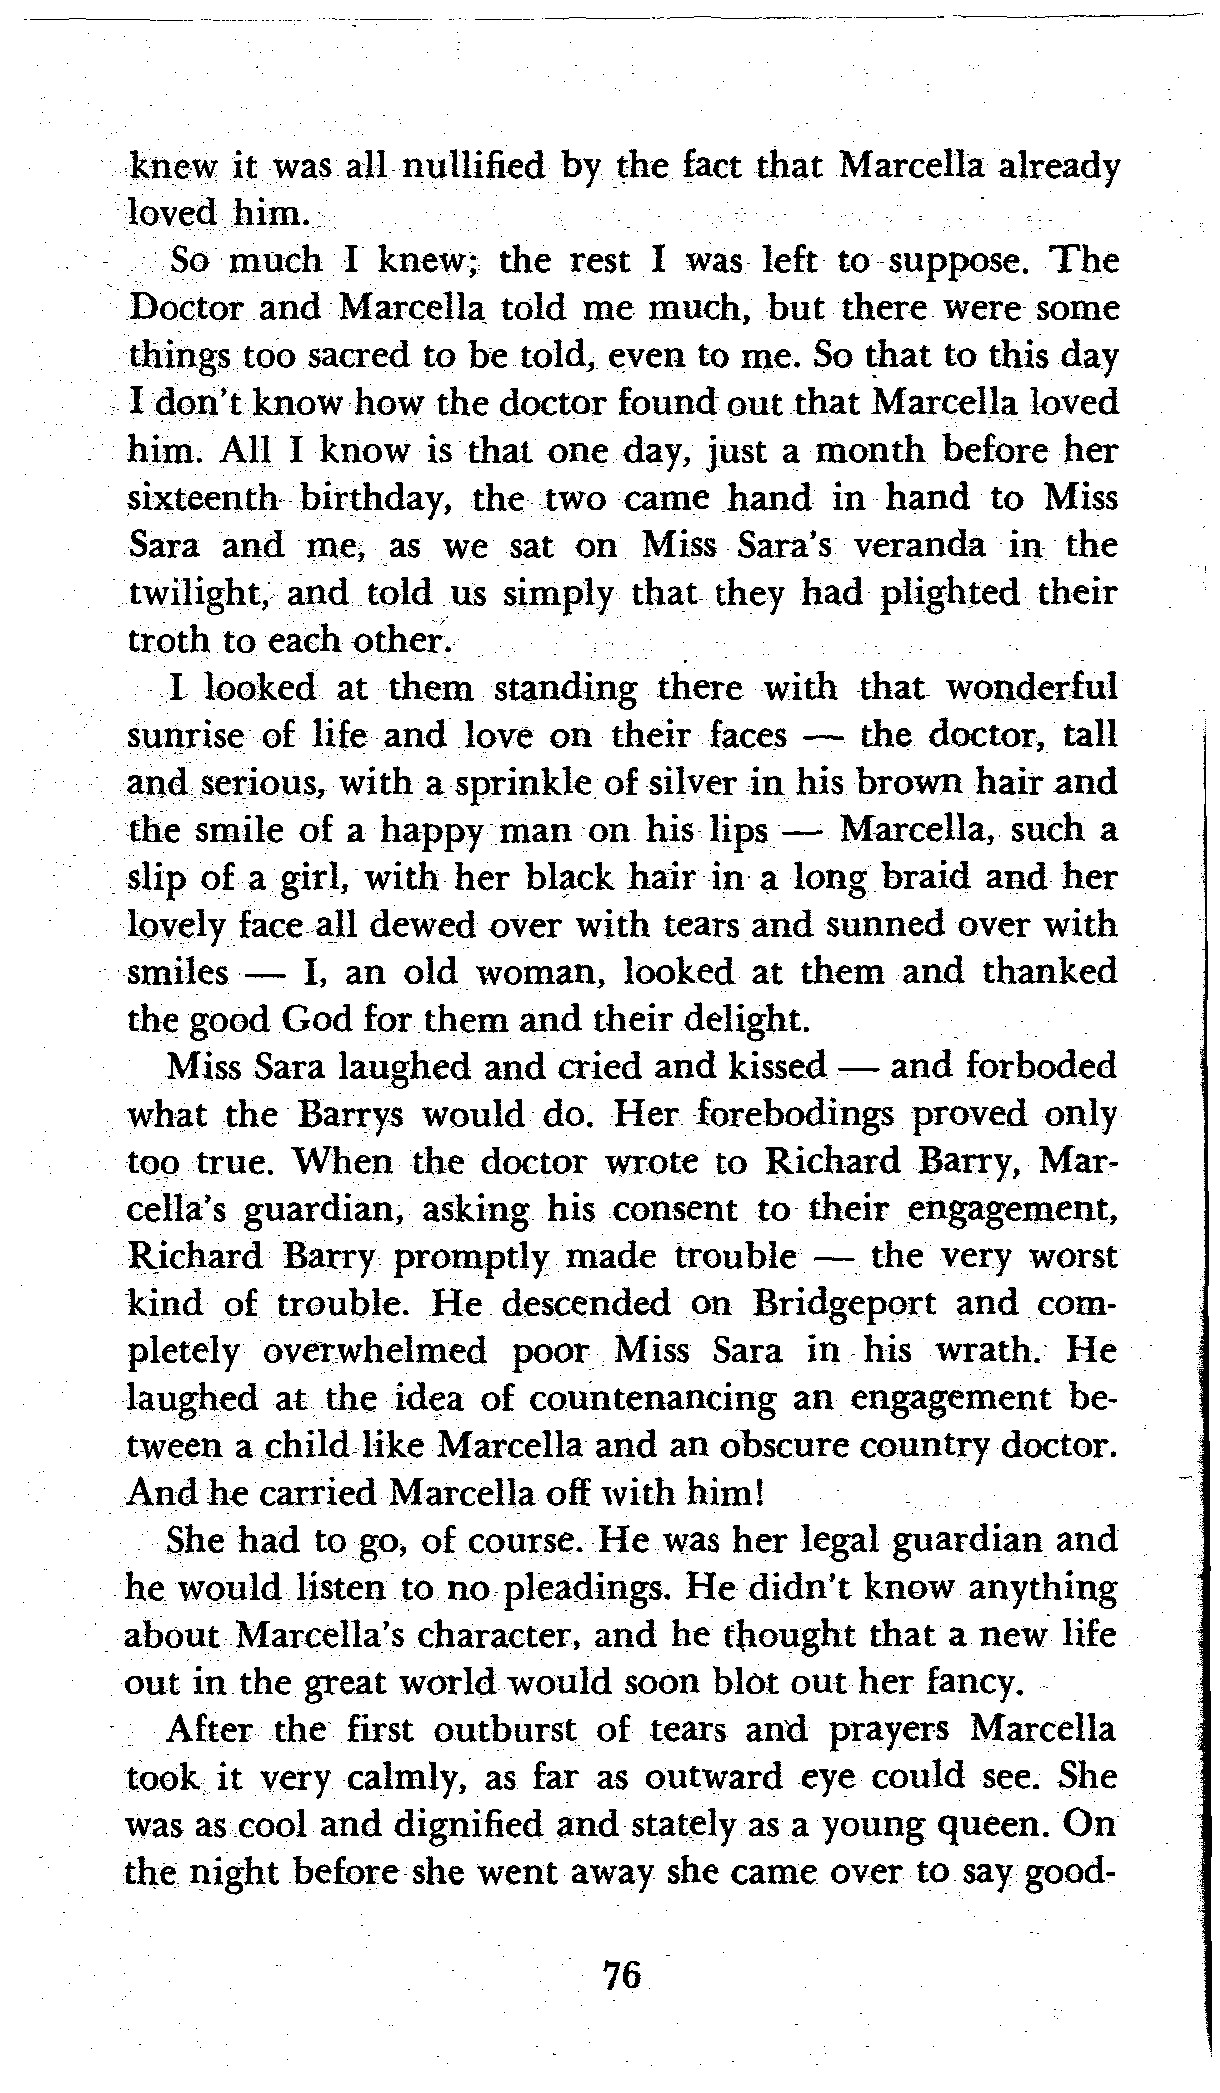 knew it was all nullified by the fact that Marcella already
loved him.
So much I knew; the rest I was left to suppose. The
Doctor and Marcella told me much, but there were some
things too sacred to be told, even to me. So that to this day
I don't know how the doctor found out that Marcella loved
him. All I know is that one day, just a month before her
sixteenth birthday, the two came hand in hand to Miss
Sara and me, as we sat on Miss Sara's veranda in the
twilight, and told us simply that they had plighted their
troth to each other.
I looked at them standing there with that wonderful
sunrise of life and love on their faces — the doctor, tall
and serious, with a sprinkle of silver in his brown hair and
the smile of a happy man on his lips — Marcella, such a
slip of a girl, with her black hair in a long braid and her
lovely face all dewed over with tears and sunned over with
smiles — I, an old woman, looked at them and thanked
the good God for them and their delight.
Miss Sara laughed and cried and kissed — and forboded
what the Barrys would do. Her forebodings proved only
too true. When the doctor wrote to Richard Barry, Mar-
cella's guardian, asking his consent to their engagement,
Richard Barry promptly made trouble — the very worst
kind of trouble. He descended on Bridgeport and com-
pletely overwhelmed poor Miss Sara in his wrath. He
laughed at the idea of countenancing an engagement be-
tween a child like Marcella and an obscure country doctor.
And he carried Marcella off with him!
She had to go, of course. He was her legal guardian and
he would listen to no pleadings. He didn't know anything
about Marcella's character, and he thought that a new life
out in the great world would soon blot out her fancy.
After the first outburst of tears and prayers Marcella
took it very calmly, as far as outward eye could see. She
was as cool and dignified and stately as a young queen. On
the night before she went away she came over to say good-
76